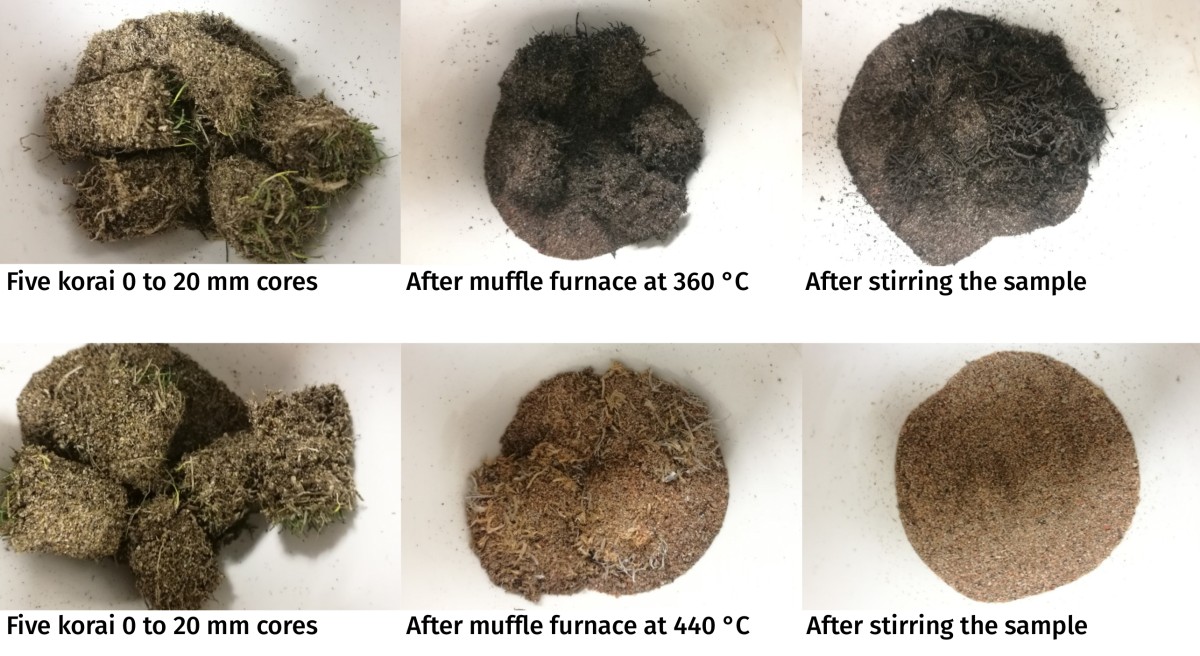 Five korai 0 to 20 mm cores
After muffle furnace at 360 °C
After stirring the sample
Five korai 0 to 20 mm cores
After muffle furnace at 440 °C
After stirring the sample